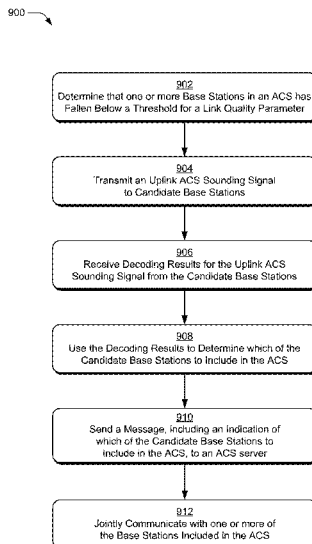 900
902
Determine that one or more Base Stations in an ACS has
Fallen Below a Threshold for a Link Quality Parameter
904
Transmit an Uplink ACS Sounding Signal
to Candidate Base Stations
906
Receive Decoding Results for the Uplink ACS
Sounding Signal from the Candidate Base Stations
908
Use the Decoding Results to Determine which of the
Candidate Base Stations to Include in the ACS
910
Send a Message, including an indication of
which of the Candidate Base Stations to
include in the ACS, to an ACS server
912
Jointly Communicate with one or more of
the Base Stations Included in the ACS